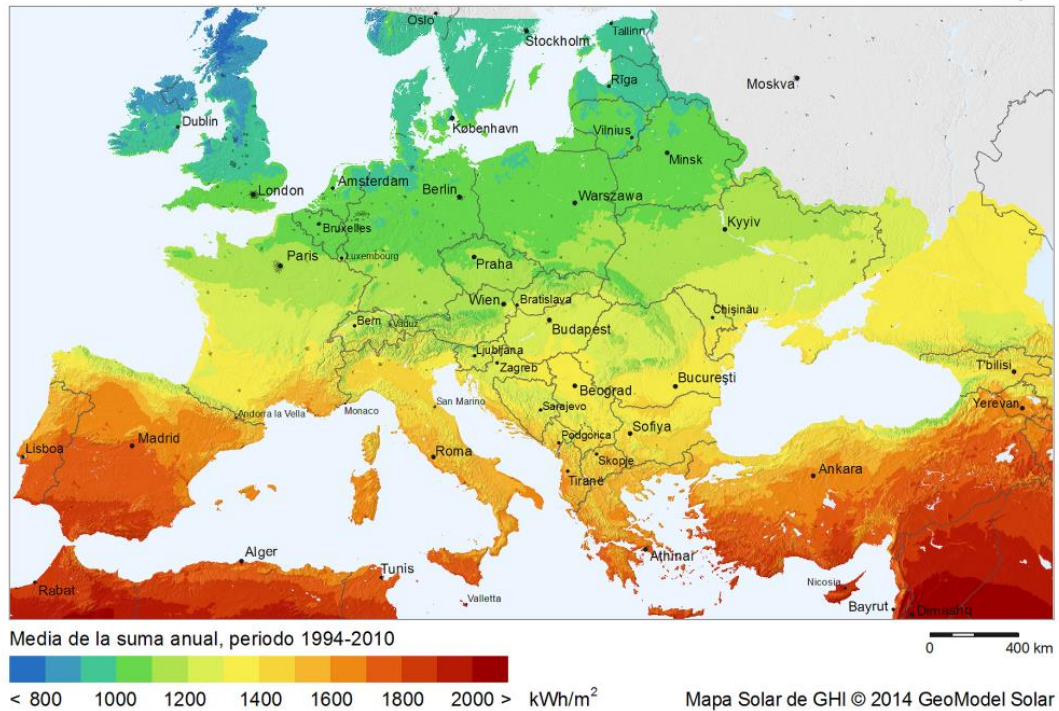 Oslo
Stockholm
Tallinn
Rīga
Moskva
Dublin
København
Vilnius
Minsk
London
Amsterdam
Berlin
Warszawa
Bruxelles
Kyyiv
Paris
Luxembourg
Praha
Wien
Bratislava
Chişinău
Bern
Vaduz
Budapest
Ljubljana
Zagreb
T'bilisi
Beograd
Bucureşti
Andorra la Vella
Monaco
San Marino
Sarajevo
Yerevan
Lisboa
Madrid
Roma
Podgorica
Sofiya
Skopje
Tiranë
Ankara
Alger
Athinai
Tunis
Rabat
Valletta
Nicosia
Bayrut
Dimashq
Media de la suma anual, periodo 1994-2010
0 400 km
< 800 1000 1200 1400 1600 1800 2000 > kWh/m²
Mapa Solar de GHI © 2014 GeoModel Solar